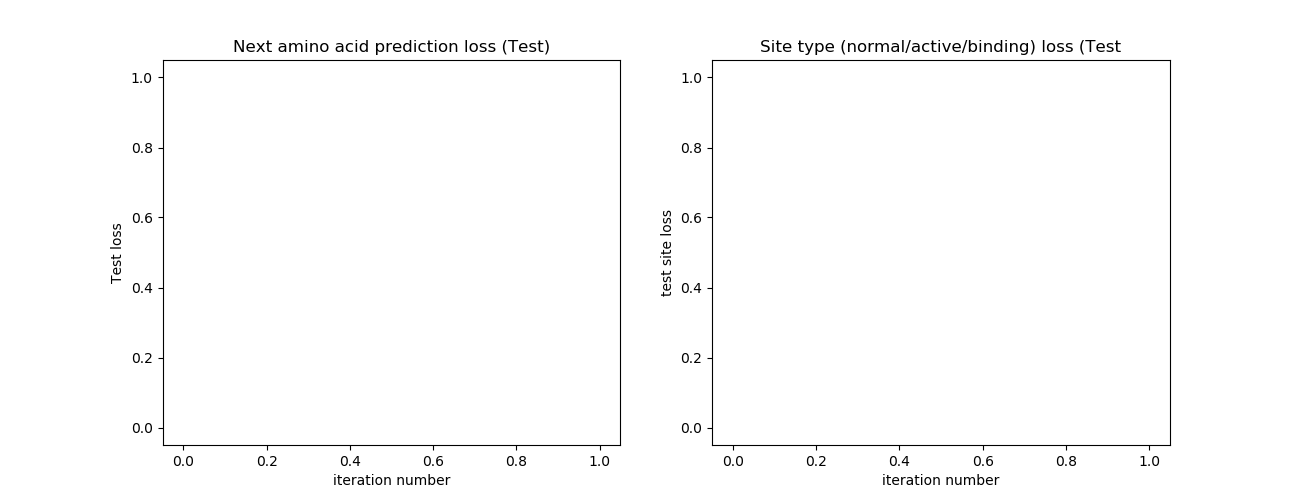 Next amino acid prediction loss (Test)
Test loss
1.0
0.8
0.6
0.4
0.2
0.0
0.0 0.2 0.4 0.6 0.8 1.0
iteration number
Site type (normal/active/binding) loss (Test
test site loss
1.0
0.8
0.6
0.4
0.2
0.0
0.0 0.2 0.4 0.6 0.8 1.0
iteration number